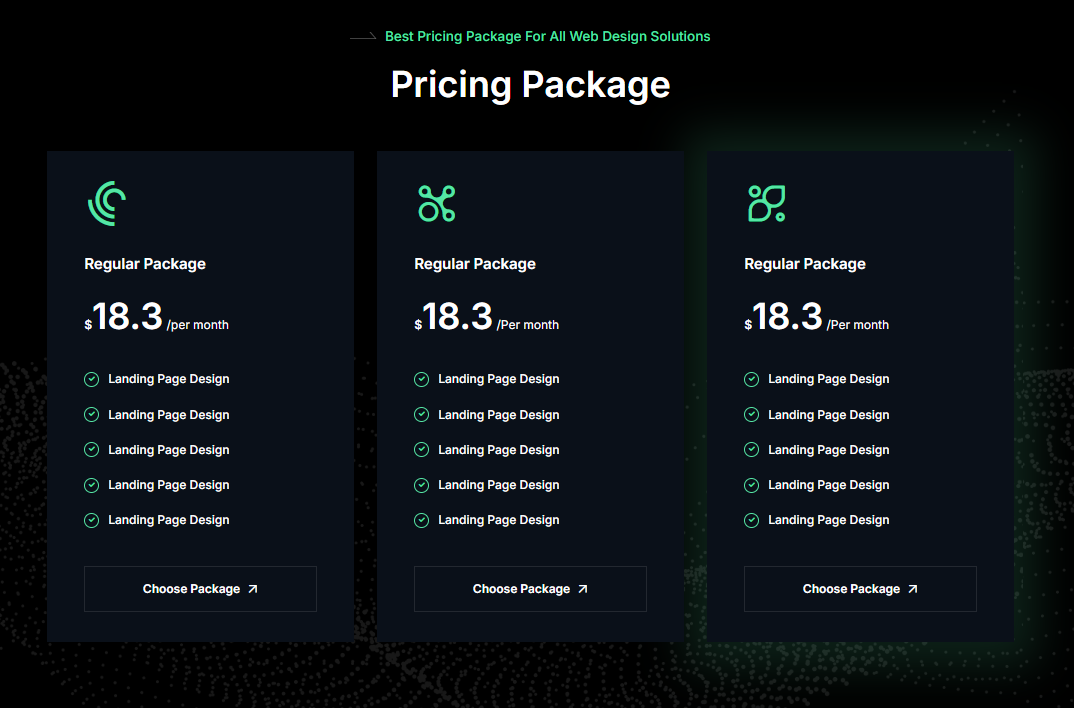 Best Pricing Package For All Web Design Solutions
Pricing Package
Regular Package
$18.3 /per month
Landing Page Design
Landing Page Design
Landing Page Design
Landing Page Design
Landing Page Design
Choose Package
Regular Package
$18.3 /Per month
Landing Page Design
Landing Page Design
Landing Page Design
Landing Page Design
Landing Page Design
Choose Package
Regular Package
$18.3 /Per month
Landing Page Design
Landing Page Design
Landing Page Design
Landing Page Design
Landing Page Design
Choose Package